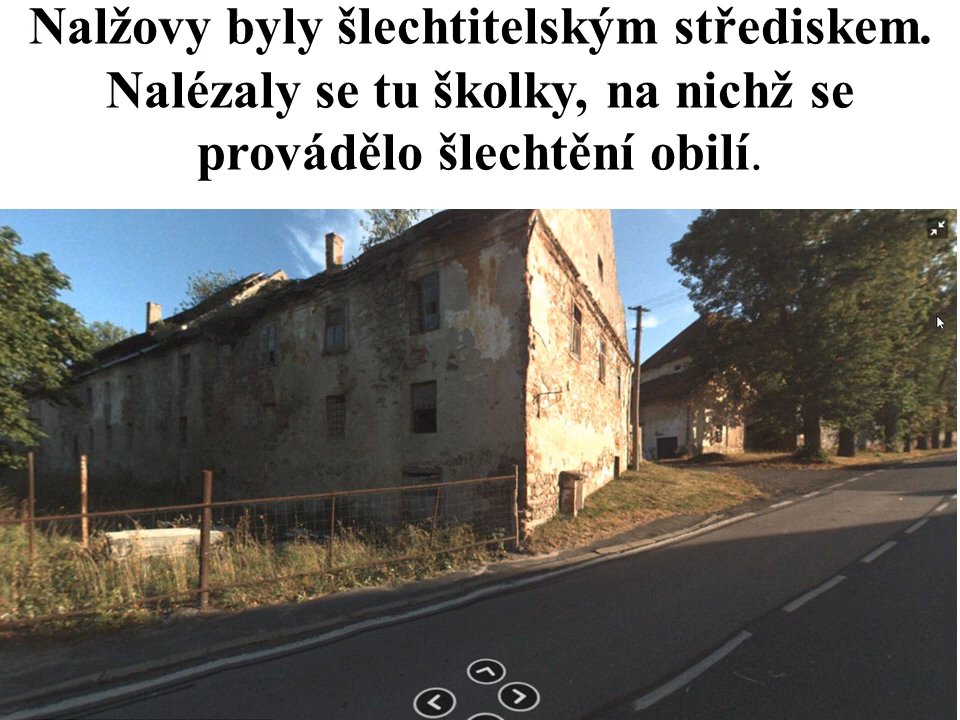 Nalžovy byly šlechtitelským střediskem.
Nalézaly se tu školky, na nichž se
provádělo šlechtění obilí.